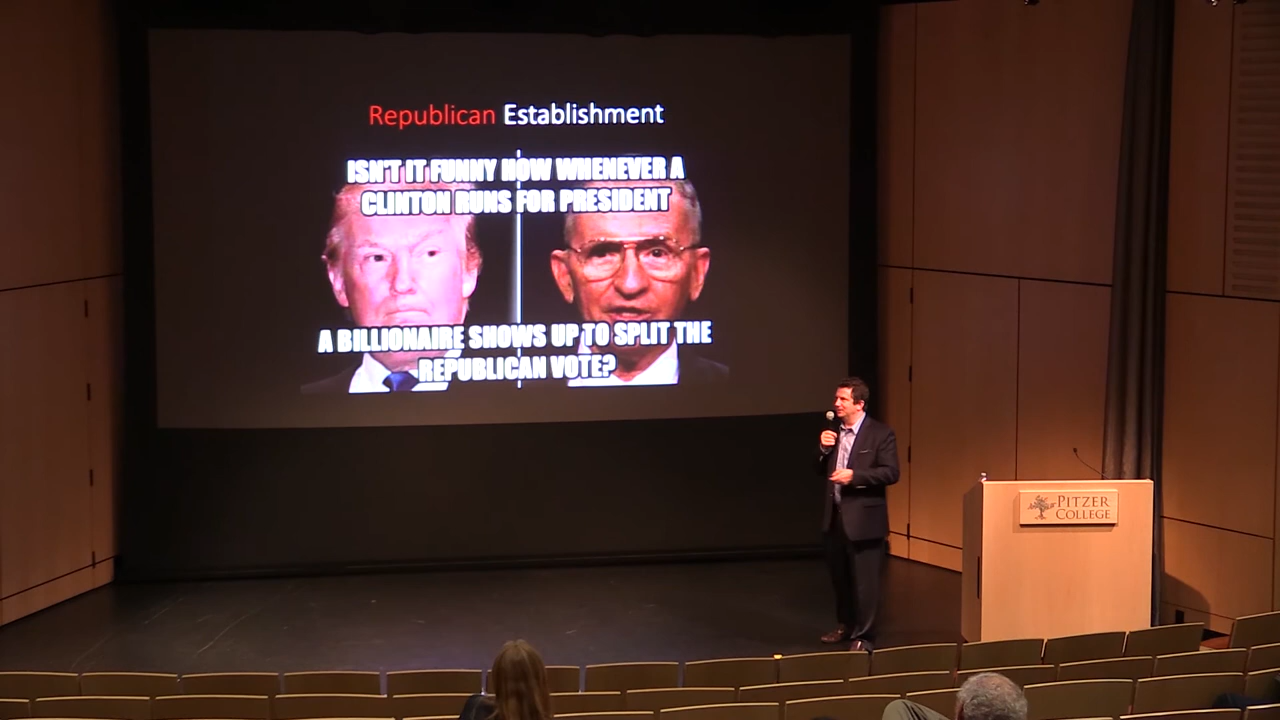 Republican Establishment
ISN'T IT FUNNY HOW WHENEVER A
CLINTON RUNS FOR PRESIDENT
A BILLIONAIRE SHOWS UP TO SPLIT THE
REPUBLICAN VOTE?
PITZER
COLLEGE